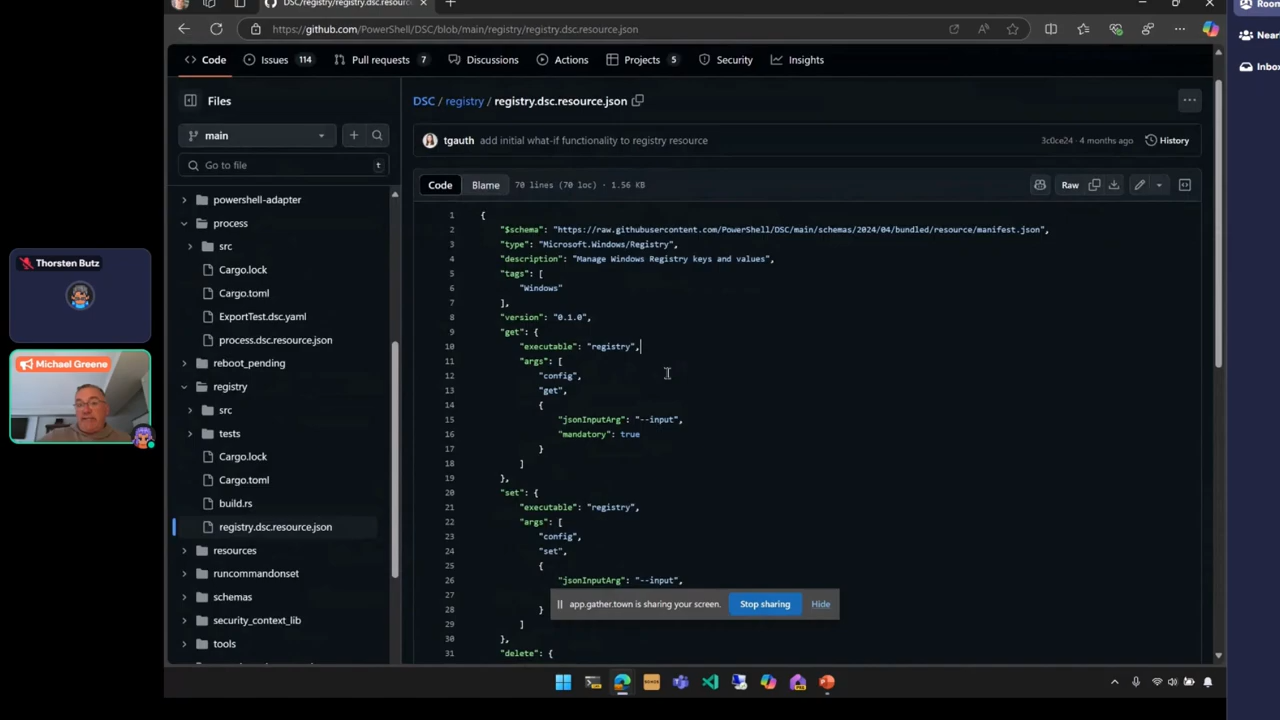 DSC/registry/registry.dsc.resource
Room
https://github.com/PowerShell/DSC/blob/main/registry/registry.dsc.resource.json
Near
Inbo
Code
Issues 114
Pull requests 7
Discussions
Actions
Projects 5
Security
Insights
Files
main
Go to file t
powershell-adapter
process
src
Cargo.lock
Cargo.toml
ExportTest.dsc.yaml
process.dsc.resource.json
reboot_pending
registry
src
tests
Cargo.lock
Cargo.toml
build.rs
registry.dsc.resource.json
resources
runcommandonset
schemas
security_context_lib
tools
DSC / registry / registry.dsc.resource.json
tgauth add initial what-if functionality to registry resource
3c0ce24 · 4 months ago
History
Code
Blame
70 lines (70 loc) · 1.56 KB
Raw
1 {
2 "$schema": "https://raw.githubusercontent.com/PowerShell/DSC/main/schemas/2024/04/bundled/resource/manifest.json",
3 "type": "Microsoft.Windows/Registry",
4 "description": "Manage Windows Registry keys and values",
5 "tags": [
6 "Windows"
7 ],
8 "version": "0.1.0",
9 "get": {
10 "executable": "registry",
11 "args": [
12 "config",
13 "get",
14 {
15 "jsonInputArg": "--input",
16 "mandatory": true
17 }
18 ]
19 },
20 "set": {
21 "executable": "registry",
22 "args": [
23 "config",
24 "set",
25 {
26 "jsonInputArg": "--input",
27
28 }
29 ]
30 },
31 "delete": {
app.gather.town is sharing your screen.
Stop sharing
Hide
Thorsten Butz
Michael Greene